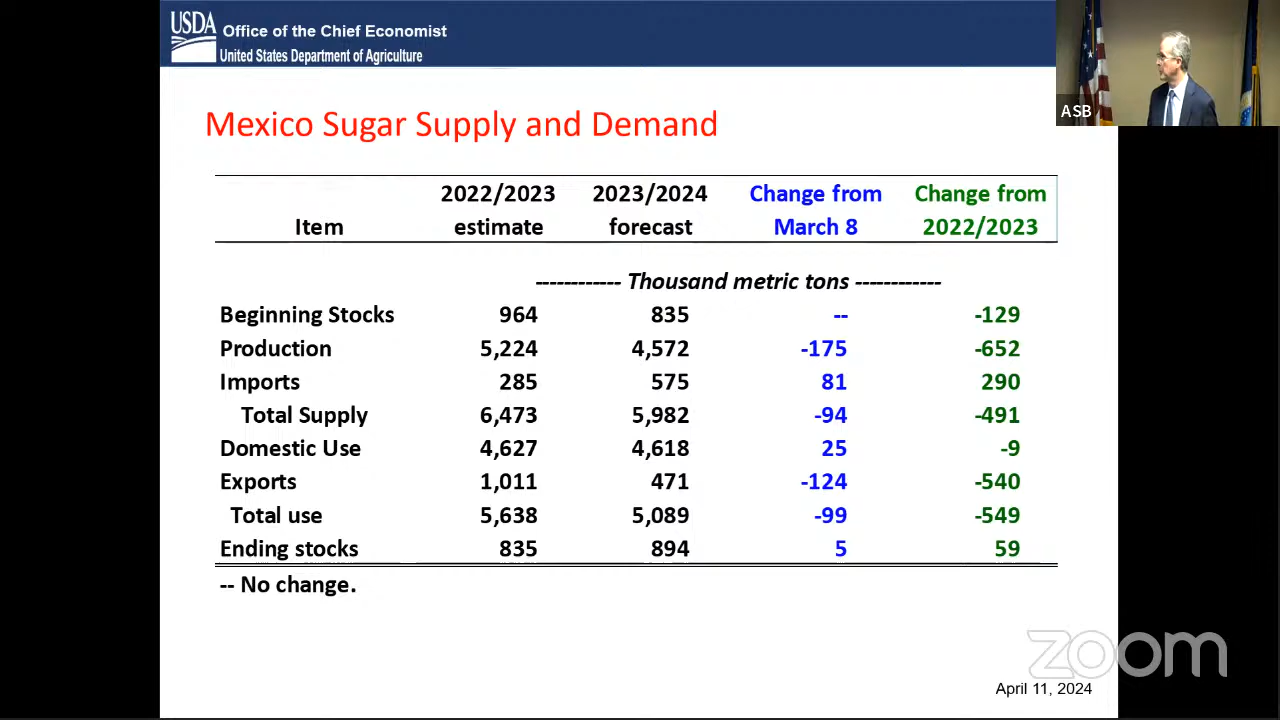 USDA Office of the Chief Economist
United States Department of Agriculture
ASB
Mexico Sugar Supply and Demand
2022/2023 2023/2024 Change from Change from
Item estimate forecast March 8 2022/2023
------------ Thousand metric tons ------------
Beginning Stocks 964 835 -- -129
Production 5,224 4,572 -175 -652
Imports 285 575 81 290
Total Supply 6,473 5,982 -94 -491
Domestic Use 4,627 4,618 25 -9
Exports 1,011 471 -124 -540
Total use 5,638 5,089 -99 -549
Ending stocks 835 894 5 59
-- No change.
zoom
April 11, 2024